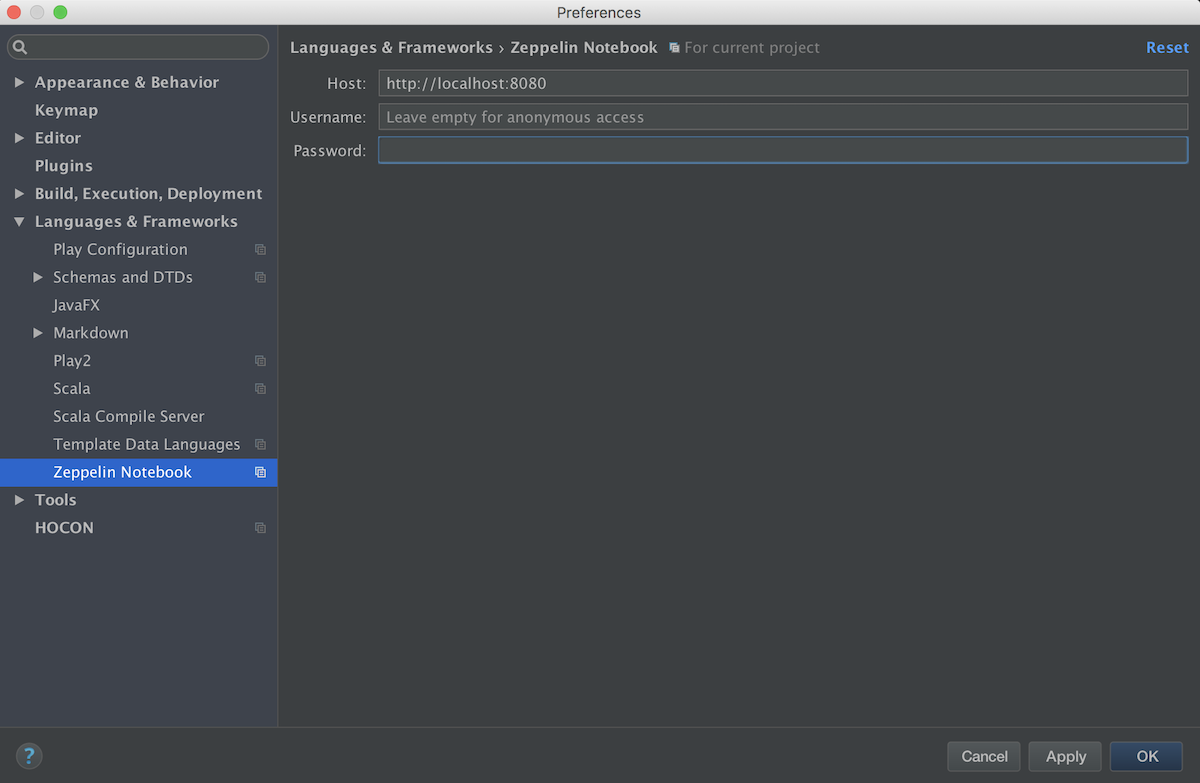 Preferences
Languages & Frameworks › Zeppelin Notebook For current project Reset
Appearance & Behavior
Keymap
Editor
Plugins
Build, Execution, Deployment
Languages & Frameworks
Play Configuration
Schemas and DTDs
JavaFX
Markdown
Play2
Scala
Scala Compile Server
Template Data Languages
Zeppelin Notebook
Tools
HOCON
Host: http://localhost:8080
Username: Leave empty for anonymous access
Password:
? Cancel Apply OK